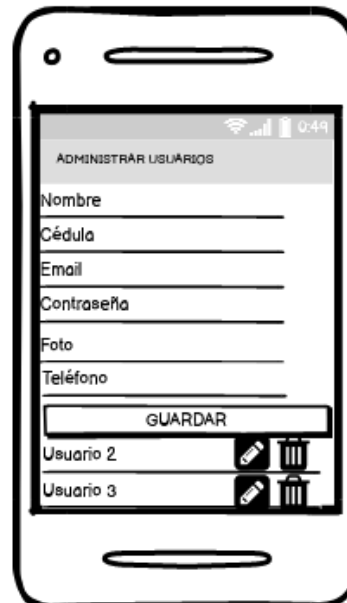 0:49
ADMINISTRAR USUARIOS
Nombre
Cédula
Email
Contraseña
Foto
Teléfono
GUARDAR
Usuario 2
Usuario 3